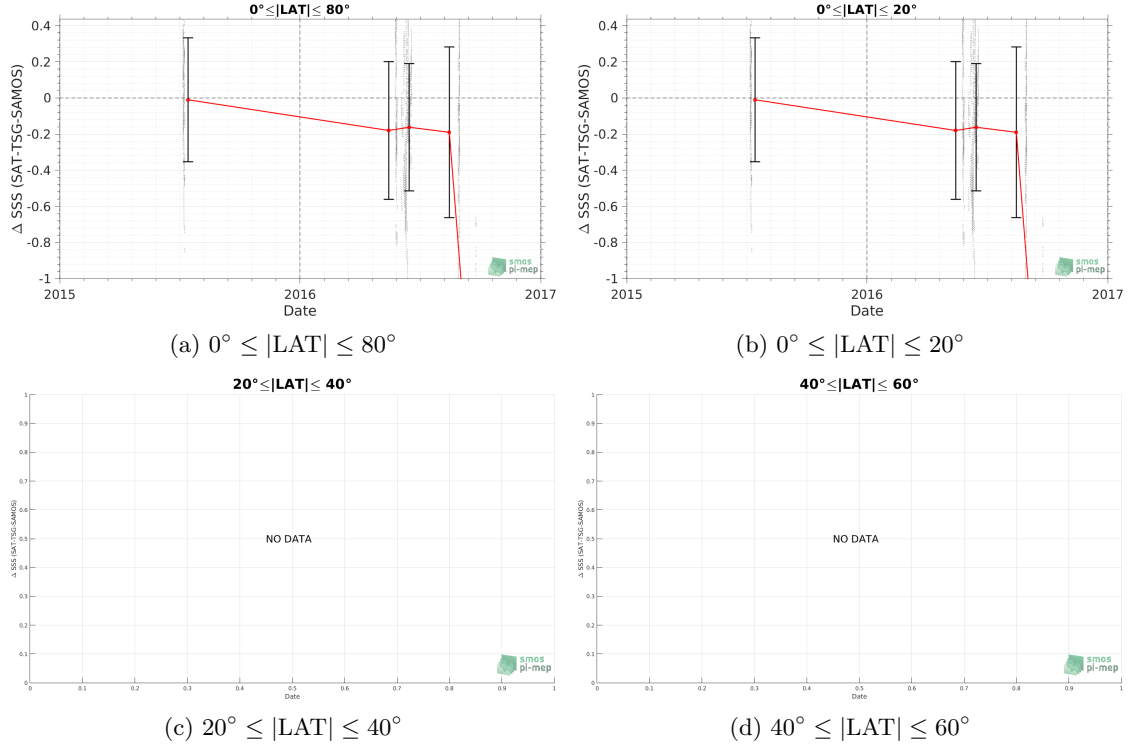 0°≤|LAT|≤ 80°
Δ SSS (SAT-TSG-SAMOS)
0.4
0.2
0
-0.2
-0.4
-0.6
-0.8
-1
2015
2016
2017
Date
smos
pi-mep
(a) 0° ≤ |LAT| ≤ 80°
0°≤|LAT|≤ 20°
Δ SSS (SAT-TSG-SAMOS)
0.4
0.2
0
-0.2
-0.4
-0.6
-0.8
-1
2015
2016
2017
Date
smos
pi-mep
(b) 0° ≤ |LAT| ≤ 20°
20°≤|LAT|≤ 40°
Δ SSS (SAT-TSG-SAMOS)
1
0.9
0.8
0.7
0.6
0.5
0.4
0.3
0.2
0.1
0
NO DATA
0 0.1 0.2 0.3 0.4 0.5 0.6 0.7 0.8 0.9 1
Date
smos
pi-mep
(c) 20° ≤ |LAT| ≤ 40°
40°≤|LAT|≤ 60°
Δ SSS (SAT-TSG-SAMOS)
1
0.9
0.8
0.7
0.6
0.5
0.4
0.3
0.2
0.1
0
NO DATA
0 0.1 0.2 0.3 0.4 0.5 0.6 0.7 0.8 0.9 1
Date
smos
pi-mep
(d) 40° ≤ |LAT| ≤ 60°